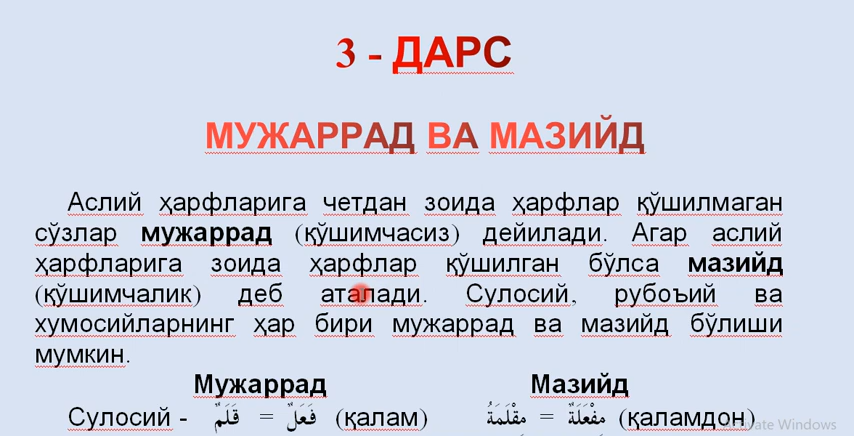 3 - ДАРС
МУЖАРРАД ВА МАЗИЙД
Аслий ҳарфларига четдан зоида ҳарфлар қўшилмаган
сўзлар мужаррад (қўшимчасиз) дейилади. Агар аслий
ҳарфларига зоида ҳарфлар қўшилган бўлса мазийд
(қўшимчалик) деб аталади. Сулосий, рубоъий ва
хумосийларнинг ҳар бири мужаррад ва мазийд бўлиши
мумкин.
Мужаррад Мазийд
Сулосий - قَلَمٌ = فَعَلٌ (қалам) مِقْلَمَةُ = مِفْعَلَةٌ (қаламдон)
Activate Windows